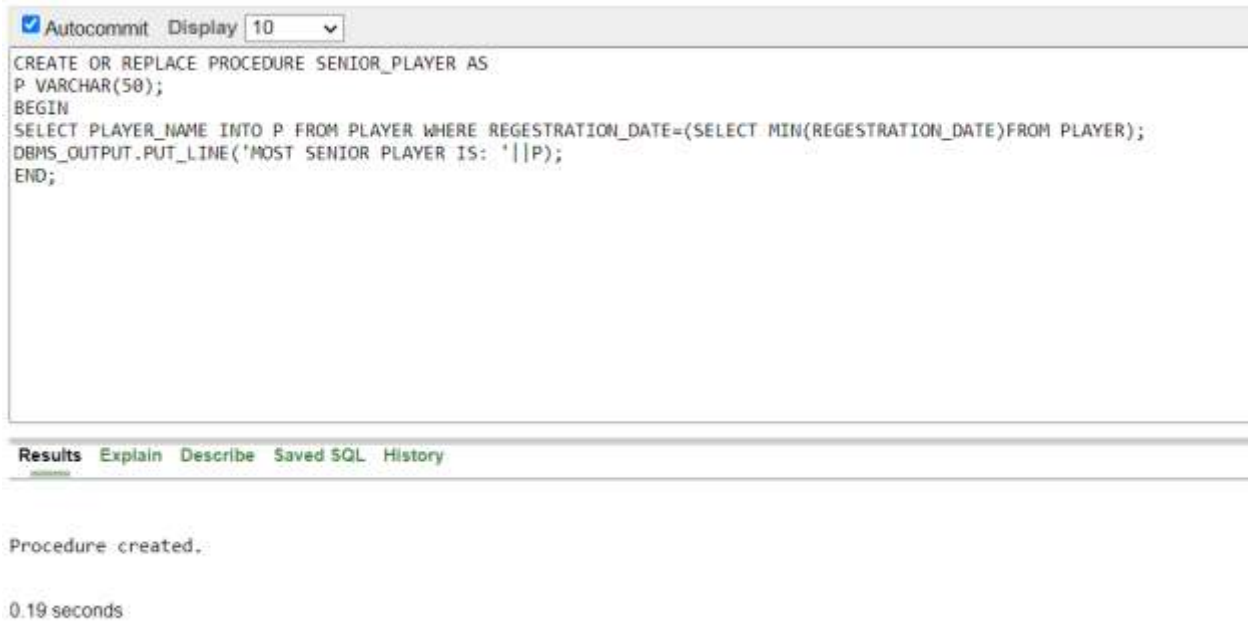 Autocommit Display 10
CREATE OR REPLACE PROCEDURE SENIOR_PLAYER AS
P VARCHAR(50);
BEGIN
SELECT PLAYER_NAME INTO P FROM PLAYER WHERE REGESTRATION_DATE=(SELECT MIN(REGESTRATION_DATE)FROM PLAYER);
DBMS_OUTPUT.PUT_LINE('MOST SENIOR PLAYER IS: '||P);
END;
Results Explain Describe Saved SQL History
Procedure created.
0.19 seconds